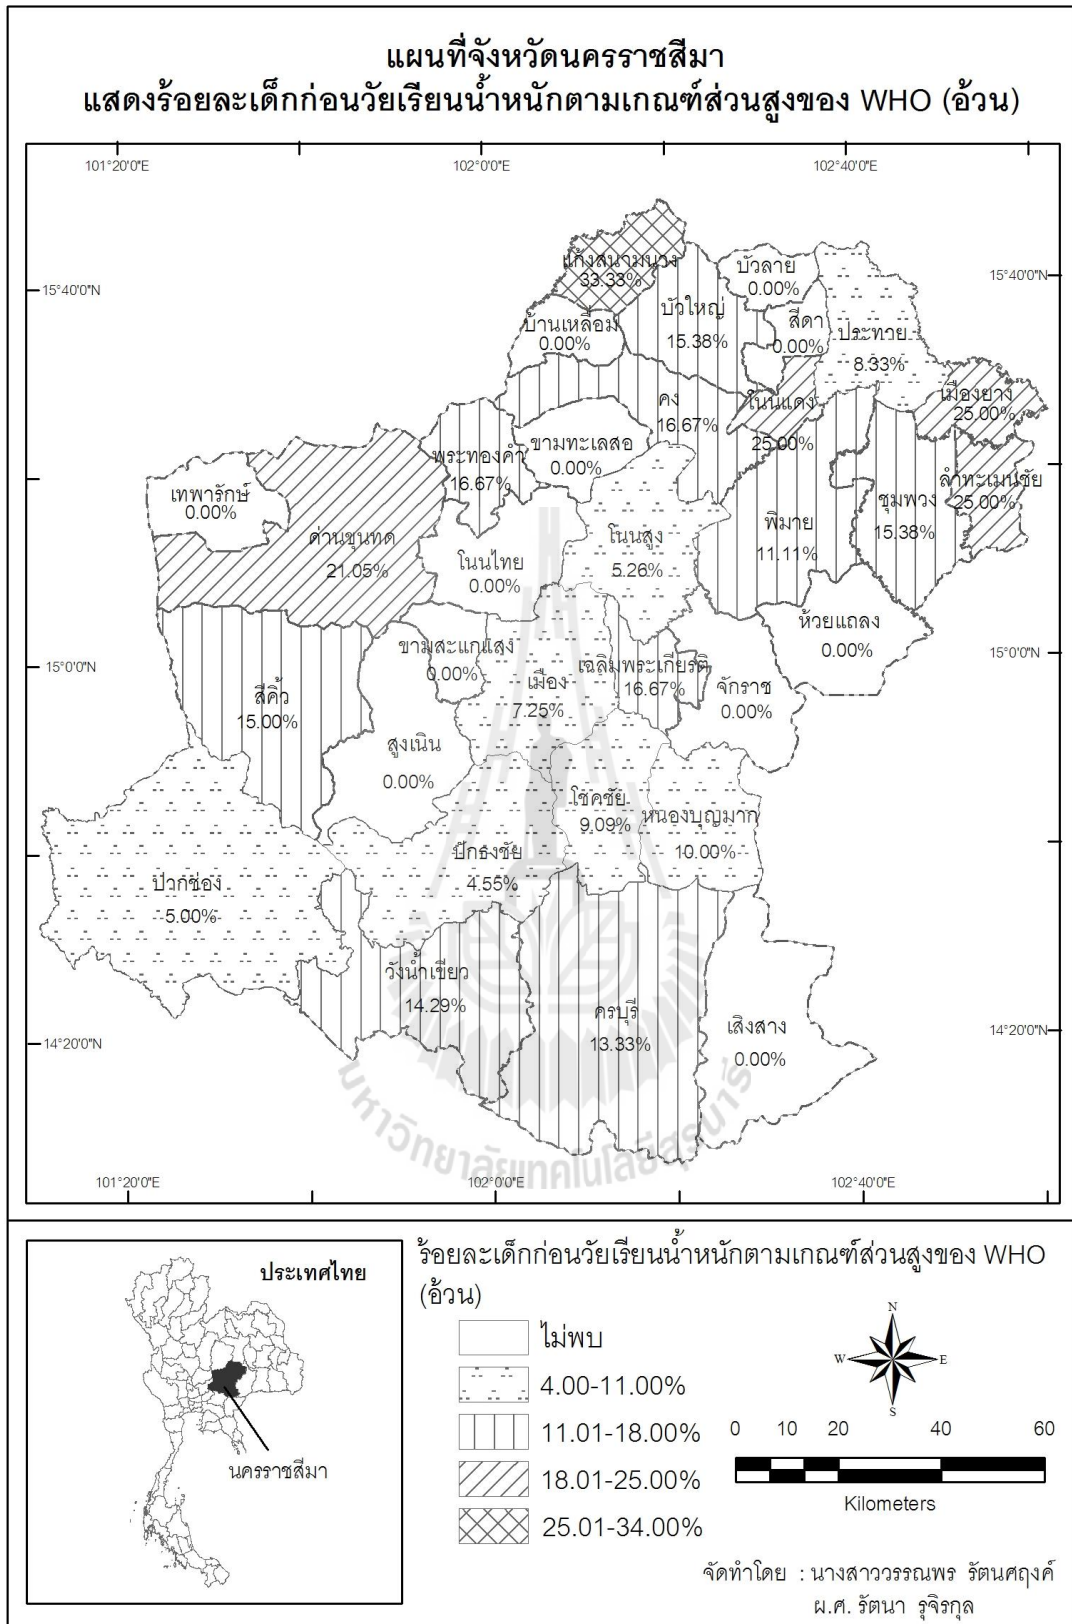 แผนที่จังหวัดนครราชสีมา
แสดงร้อยละเด็กก่อนวัยเรียนน้ำหนักตามเกณฑ์ส่วนสูงของ WHO (อ้วน)
101°20'0"E 102°0'0"E 102°40'0"E
15°40'0"N 15°40'0"N
แก้งสนามนาง
33.33%
บัวลาย
0.00%
บัวใหญ่
15.38%
สีดา
0.00%
ประทาย
8.33%
บ้านเหลื่อม
0.00%
เมืองยาง
25.00%
คง
16.67%
โนนแดง
25.00%
ขามทะเลสอ
0.00%
พระทองคำ
16.67%
เทพารักษ์
0.00%
ลำทะเมนชัย
25.00%
ชุมพวง
15.38%
พิมาย
11.11%
ด่านขุนทด
21.05%
โนนสูง
5.26%
โนนไทย
0.00%
ห้วยแถลง
0.00%
ขามสะแกแสง
0.00%
15°0'0"N 15°0'0"N
เฉลิมพระเกียรติ
16.67%
เมือง
7.25%
จักราช
0.00%
สีคิ้ว
15.00%
สูงเนิน
0.00%
โชคชัย
9.09%
หนองบุญมาก
10.00%
ปักธงชัย
4.55%
ปากช่อง
5.00%
วังน้ำเขียว
14.29%
ครบุรี
13.33%
เสิงสาง
0.00%
14°20'0"N 14°20'0"N
มหาวิทยาลัยเทคโนโลยีสุรนารี
101°20'0"E 102°0'0"E 102°40'0"E
ประเทศไทย
นครราชสีมา
ร้อยละเด็กก่อนวัยเรียนน้ำหนักตามเกณฑ์ส่วนสูงของ WHO
(อ้วน)
ไม่พบ
4.00-11.00%
11.01-18.00%
18.01-25.00%
25.01-34.00%
N
W E
S
0 10 20 40 60
Kilometers
จัดทำโดย : นางสาววรรณพร รัตนศฤงค์
ผ.ศ. รัตนา รุจิรกุล